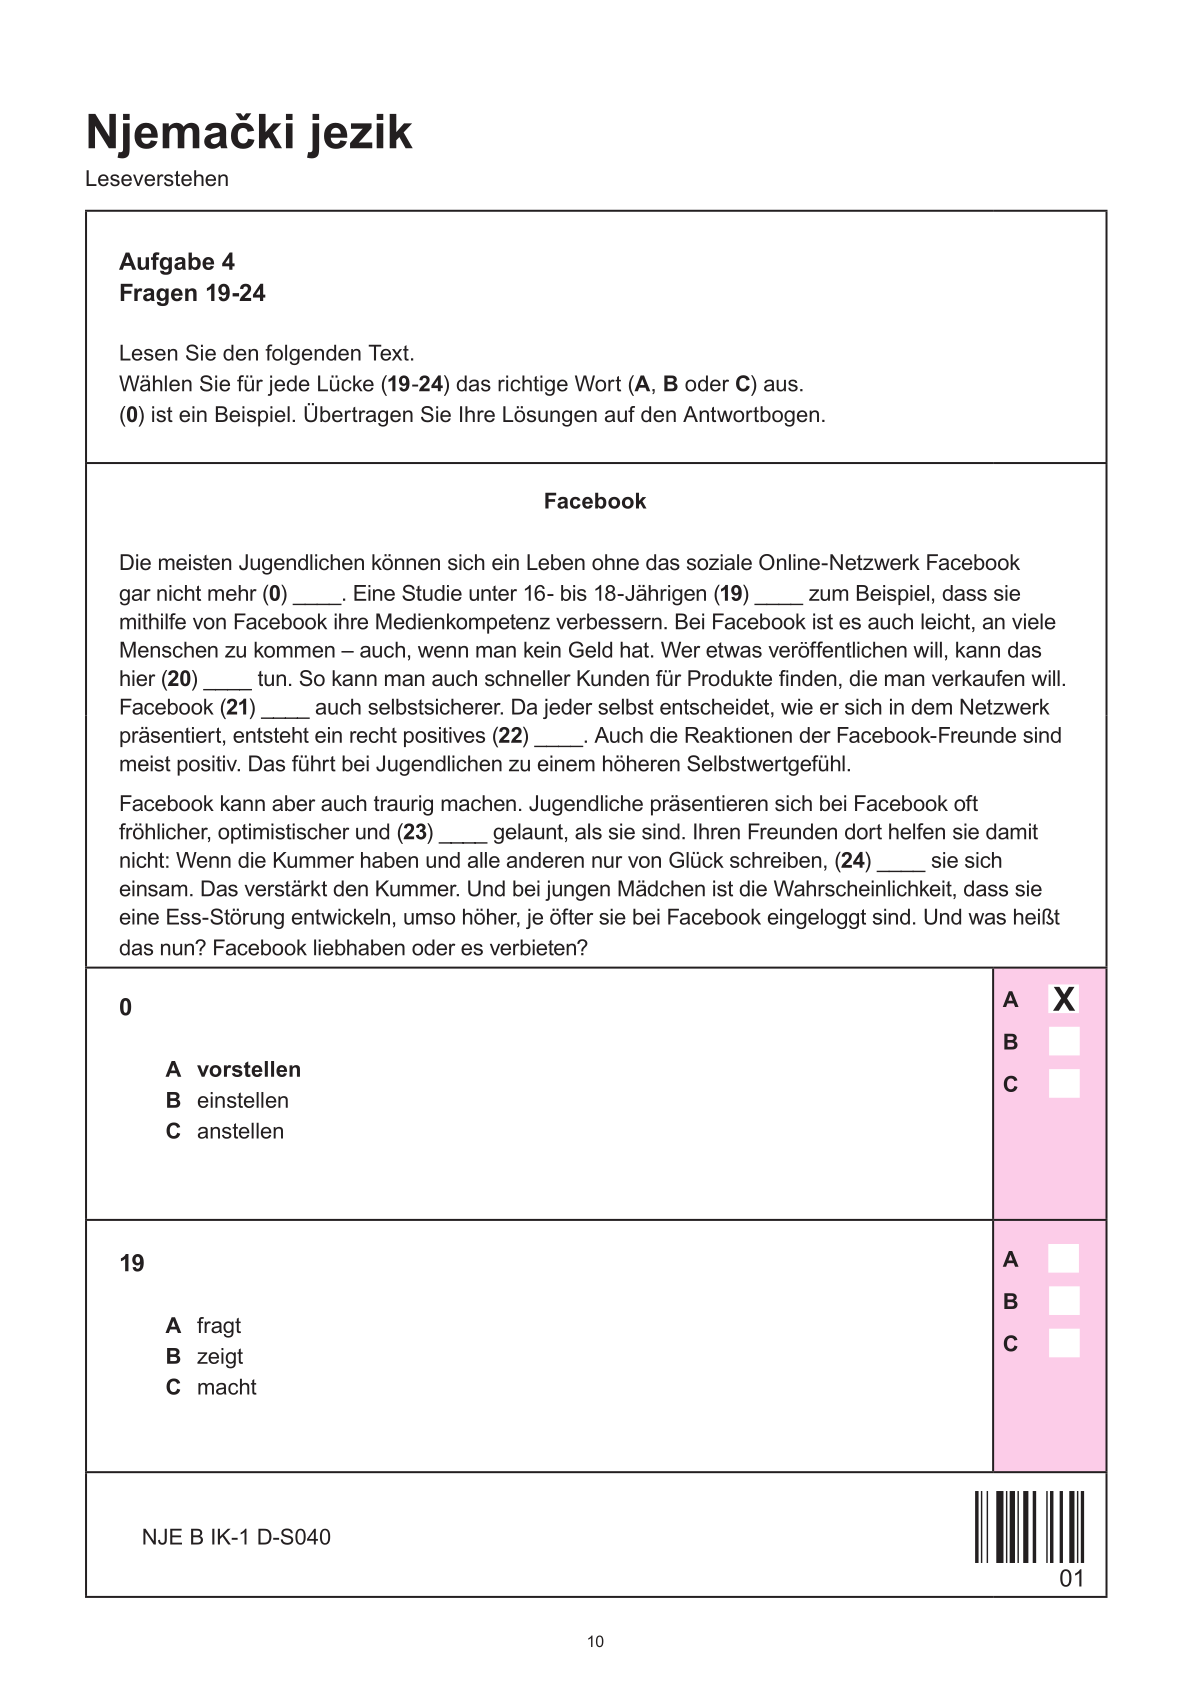 Njemački jezik
Leseverstehen
Aufgabe 4
Fragen 19-24
Lesen Sie den folgenden Text.
Wählen Sie für jede Lücke (19-24) das richtige Wort (A, B oder C) aus.
(0) ist ein Beispiel. Übertragen Sie Ihre Lösungen auf den Antwortbogen.
Facebook
Die meisten Jugendlichen können sich ein Leben ohne das soziale Online-Netzwerk Facebook
gar nicht mehr (0) ____. Eine Studie unter 16- bis 18-Jährigen (19) ____ zum Beispiel, dass sie
mithilfe von Facebook ihre Medienkompetenz verbessern. Bei Facebook ist es auch leicht, an viele
Menschen zu kommen – auch, wenn man kein Geld hat. Wer etwas veröffentlichen will, kann das
hier (20) ____ tun. So kann man auch schneller Kunden für Produkte finden, die man verkaufen will.
Facebook (21) ____ auch selbstsicherer. Da jeder selbst entscheidet, wie er sich in dem Netzwerk
präsentiert, entsteht ein recht positives (22) ____. Auch die Reaktionen der Facebook-Freunde sind
meist positiv. Das führt bei Jugendlichen zu einem höheren Selbstwertgefühl.
Facebook kann aber auch traurig machen. Jugendliche präsentieren sich bei Facebook oft
fröhlicher, optimistischer und (23) ____ gelaunt, als sie sind. Ihren Freunden dort helfen sie damit
nicht: Wenn die Kummer haben und alle anderen nur von Glück schreiben, (24) ____ sie sich
einsam. Das verstärkt den Kummer. Und bei jungen Mädchen ist die Wahrscheinlichkeit, dass sie
eine Ess-Störung entwickeln, umso höher, je öfter sie bei Facebook eingeloggt sind. Und was heißt
das nun? Facebook liebhaben oder es verbieten?
0
A vorstellen
B einstellen
C anstellen
A X
B
C
19
A fragt
B zeigt
C macht
A
B
C
NJE B IK-1 D-S040
01
10